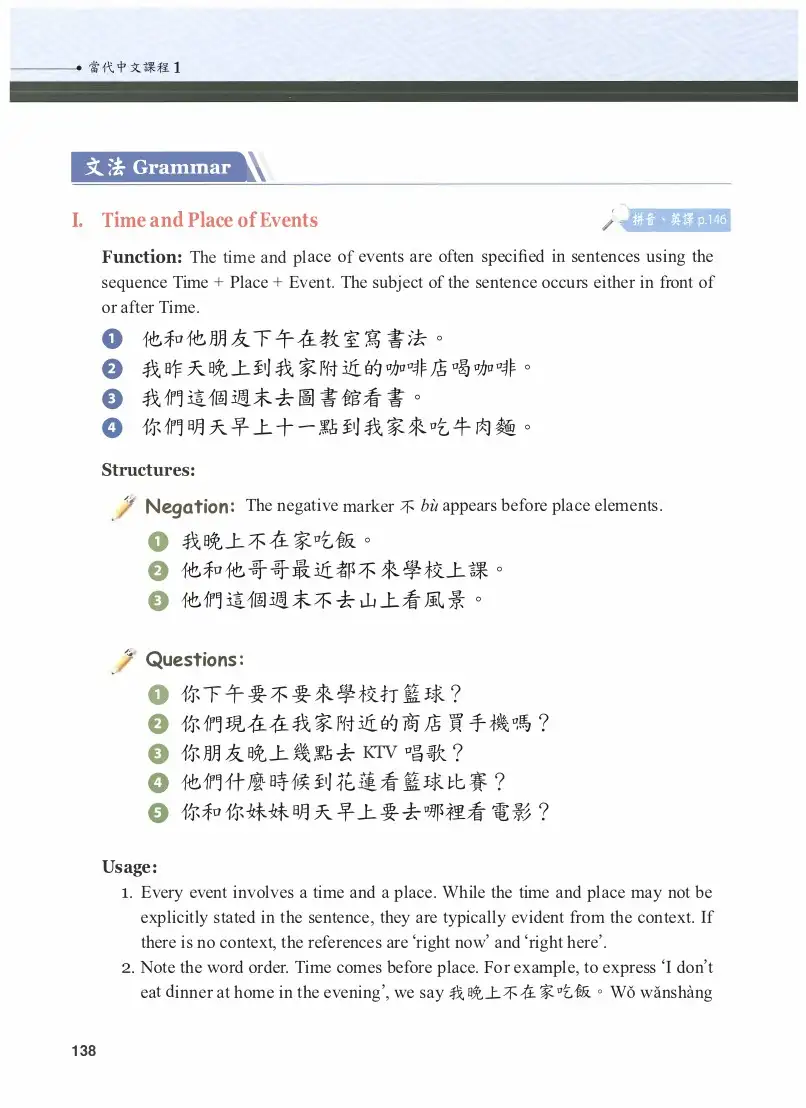 當代中文課程 1
文法 Grammar
I. Time and Place of Events
拼音、英譯 p.146
Function: The time and place of events are often specified in sentences using the
sequence Time + Place + Event. The subject of the sentence occurs either in front of
or after Time.
1 他和他朋友下午在教室寫書法。
2 我昨天晚上到我家附近的咖啡店喝咖啡。
3 我們這個週末去圖書館看書。
4 你們明天早上十一點到我家來吃牛肉麵。
Structures:
Negation: The negative marker 不 bù appears before place elements.
1 我晚上不在家吃飯。
2 他和他哥哥最近都不來學校上課。
3 他們這個週末不去山上看風景。
Questions:
1 你下午要不要來學校打籃球？
2 你們現在在我家附近的商店買手機嗎？
3 你朋友晚上幾點去 KTV 唱歌？
4 他們什麼時候到花蓮看籃球比賽？
5 你和你妹妹明天早上要去哪裡看電影？
Usage:
1. Every event involves a time and a place. While the time and place may not be
explicitly stated in the sentence, they are typically evident from the context. If
there is no context, the references are ‘right now’ and ‘right here’.
2. Note the word order. Time comes before place. For example, to express ‘I don’t
eat dinner at home in the evening’, we say 我晚上不在家吃飯。Wǒ wǎnshàng
138